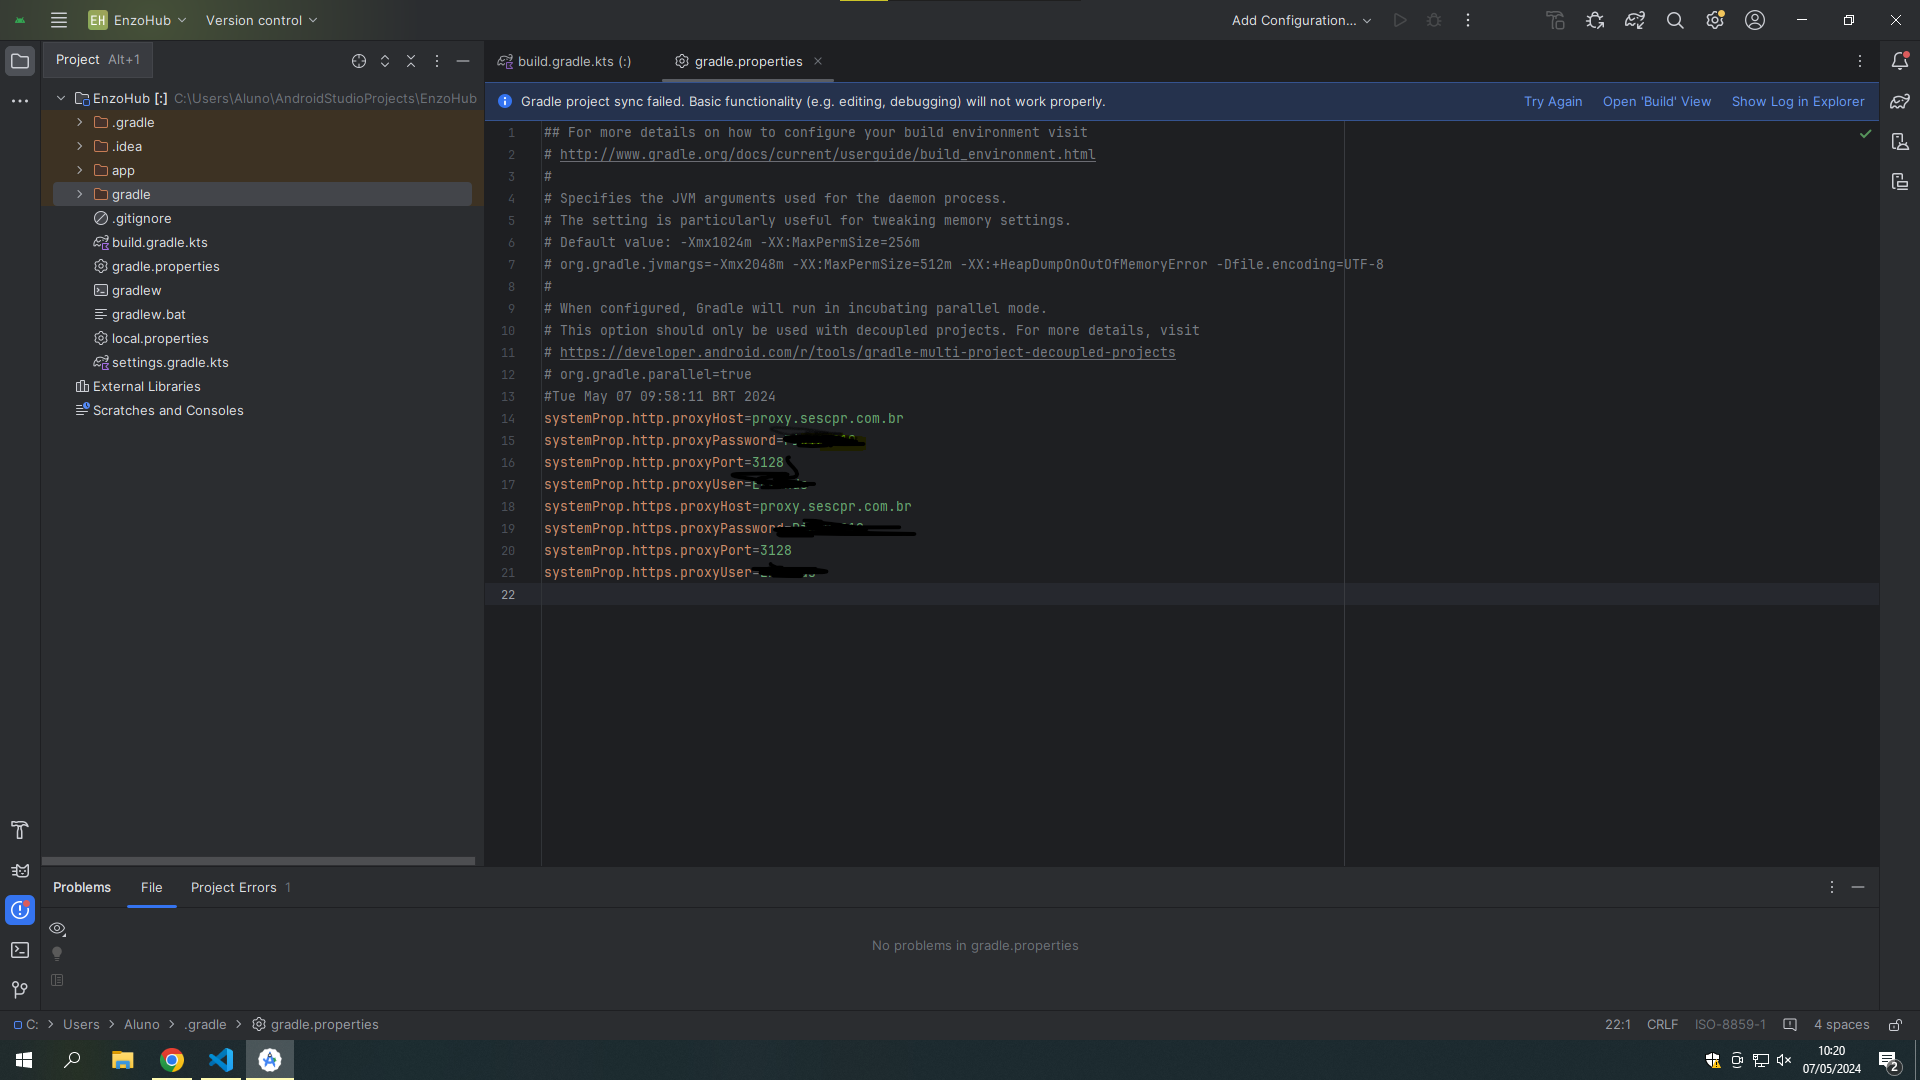 EH EnzoHub Version control Add Configuration...
Project Alt+1
build.gradle.kts (:) gradle.properties
EnzoHub [:] C:\Users\Aluno\AndroidStudioProjects\EnzoHub
.gradle
.idea
app
gradle
.gitignore
build.gradle.kts
gradle.properties
gradlew
gradlew.bat
local.properties
settings.gradle.kts
External Libraries
Scratches and Consoles
Gradle project sync failed. Basic functionality (e.g. editing, debugging) will not work properly. Try Again Open 'Build' View Show Log in Explorer
1 ## For more details on how to configure your build environment visit
2 # http://www.gradle.org/docs/current/userguide/build_environment.html
3 #
4 # Specifies the JVM arguments used for the daemon process.
5 # The setting is particularly useful for tweaking memory settings.
6 # Default value: -Xmx1024m -XX:MaxPermSize=256m
7 # org.gradle.jvmargs=-Xmx2048m -XX:MaxPermSize=512m -XX:+HeapDumpOnOutOfMemoryError -Dfile.encoding=UTF-8
8 #
9 # When configured, Gradle will run in incubating parallel mode.
10 # This option should only be used with decoupled projects. For more details, visit
11 # https://developer.android.com/r/tools/gradle-multi-project-decoupled-projects
12 # org.gradle.parallel=true
13 #Tue May 07 09:58:11 BRT 2024
14 systemProp.http.proxyHost=proxy.sescpr.com.br
15 systemProp.http.proxyPassword=
16 systemProp.http.proxyPort=3128
17 systemProp.http.proxyUser=
18 systemProp.https.proxyHost=proxy.sescpr.com.br
19 systemProp.https.proxyPassword=
20 systemProp.https.proxyPort=3128
21 systemProp.https.proxyUser=
22
Problems File Project Errors 1
No problems in gradle.properties
C: Users Aluno .gradle gradle.properties 22:1 CRLF ISO-8859-1 4 spaces
10:20
07/05/2024
2